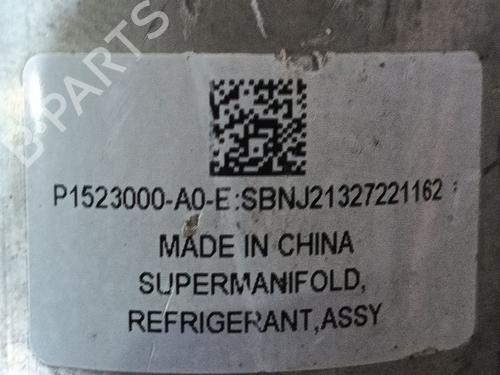 B-PARTS
P1523000-A0-E:SBNJ21327221162
MADE IN CHINA
SUPERMANIFOLD,
REFRIGERANT,ASSY